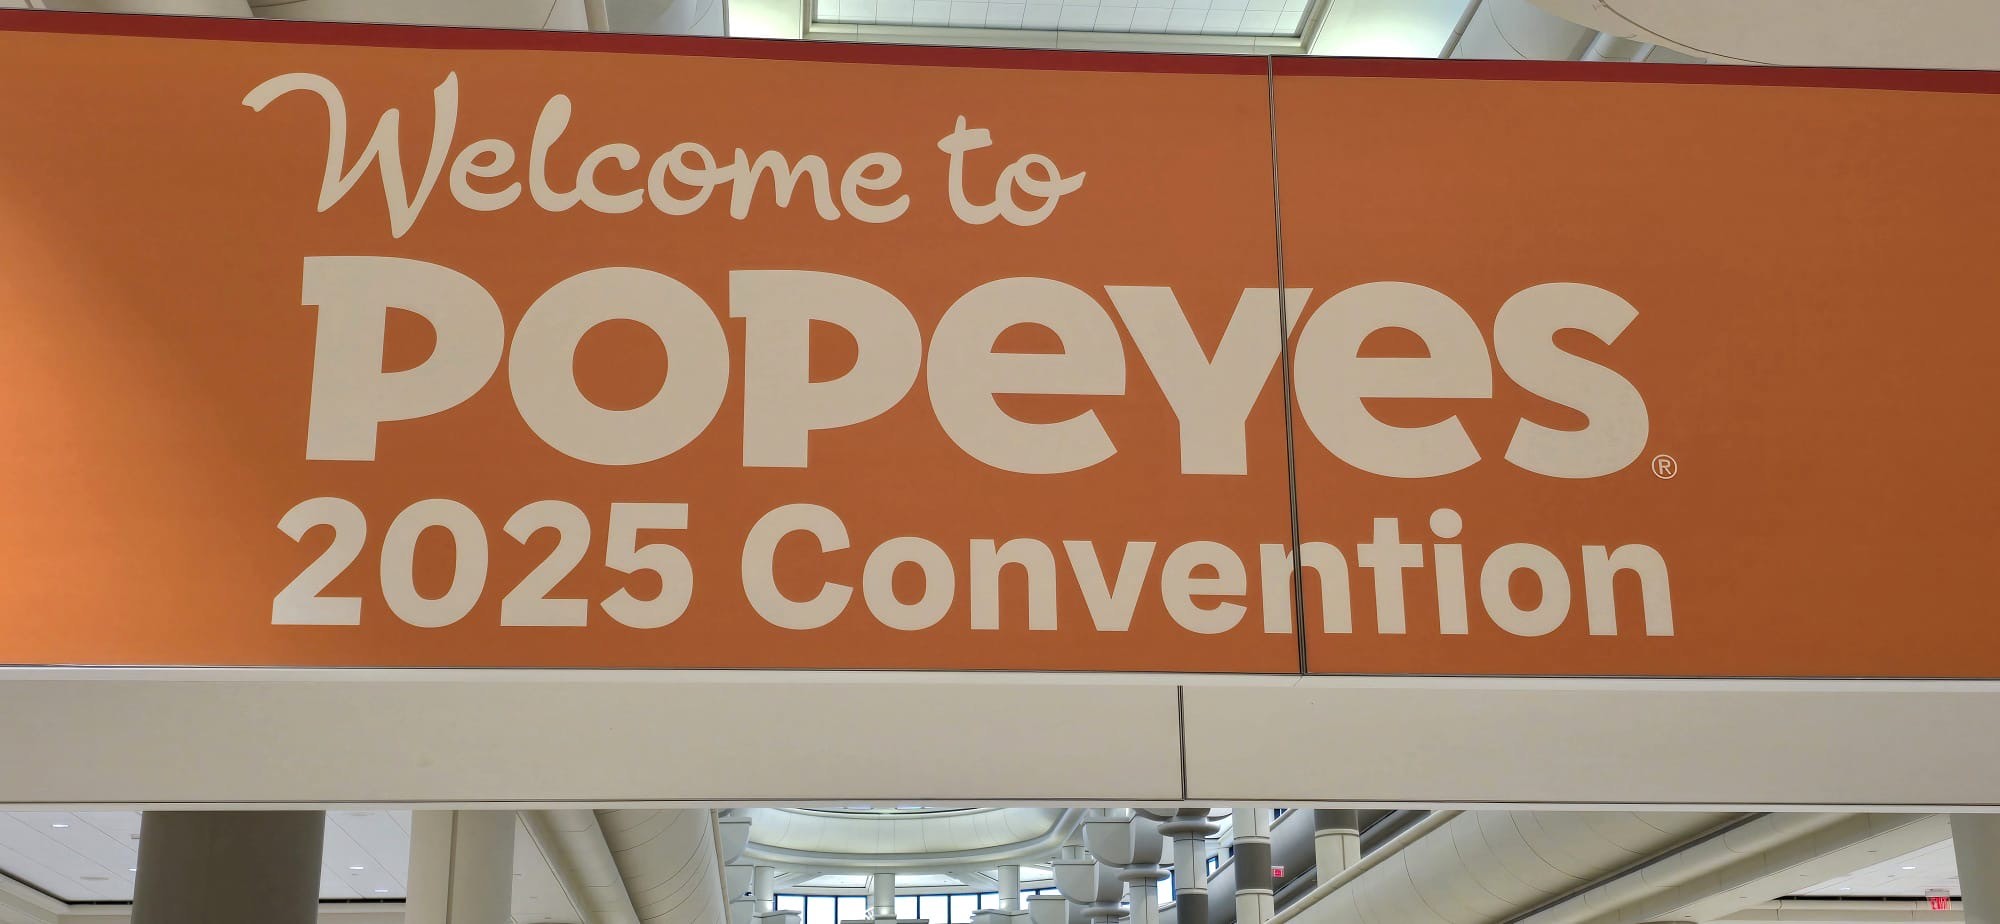 Welcome to
POPEYES®
2025 Convention